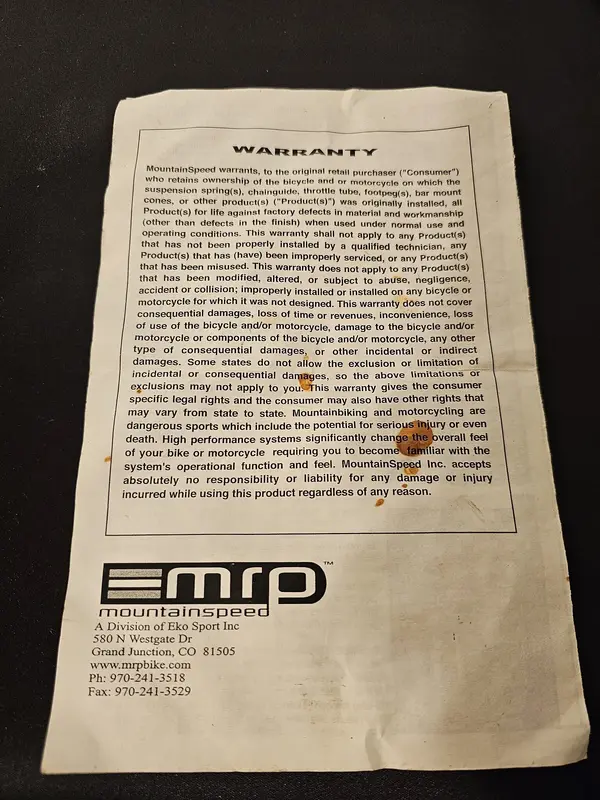 WARRANTY
MountainSpeed warrants, to the original retail purchaser ("Consumer")
who retains ownership of the bicycle and or motorcycle on which the
suspension spring(s), chainguide, throttle tube, footpeg(s), bar mount
cones, or other product(s) ("Product(s)") was originally installed, all
Product(s) for life against factory defects in material and workmanship
(other than defects in the finish) when used under normal use and
operating conditions. This warranty shall not apply to any Product(s)
that has not been properly installed by a qualified technician, any
Product(s) that has (have) been improperly serviced, or any Product(s)
that has been misused. This warranty does not apply to any Product(s)
that has been modified, altered, or subject to abuse, negligence,
accident or collision; improperly installed or installed on any bicycle or
motorcycle for which it was not designed. This warranty does not cover
consequential damages, loss of time or revenues, inconvenience, loss
of use of the bicycle and/or motorcycle, damage to the bicycle and/or
motorcycle or components of the bicycle and/or motorcycle, any other
type of consequential damages, or other incidental or indirect
damages. Some states do not allow the exclusion or limitation of
incidental or consequential damages, so the above limitations or
exclusions may not apply to you. This warranty gives the consumer
specific legal rights and the consumer may also have other rights that
may vary from state to state. Mountainbiking and motorcycling are
dangerous sports which include the potential for serious injury or even
death. High performance systems significantly change the overall feel
of your bike or motorcycle requiring you to become familiar with the
system's operational function and feel. MountainSpeed Inc. accepts
absolutely no responsibility or liability for any damage or injury
incurred while using this product regardless of any reason.
mrp™
mountainspeed
A Division of Eko Sport Inc
580 N Westgate Dr
Grand Junction, CO 81505
www.mrpbike.com
Ph: 970-241-3518
Fax: 970-241-3529